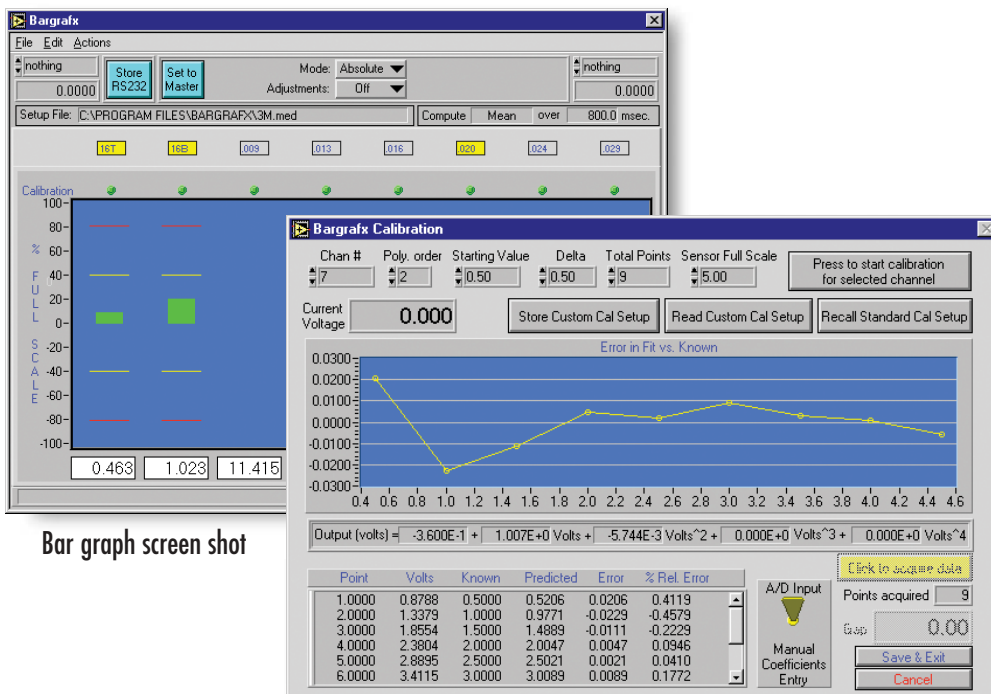 Bargrafx
File Edit Actions
nothing
0.0000
Store RS232
Set to Master
Mode: Absolute
Adjustments: Off
nothing
0.0000
Setup File: C:\PROGRAM FILES\BARGRAFX\3M.med
Compute Mean over 800.0 msec.
16T 16B .009 .013 .016 .020 .024 .029
Calibration
% FULL SCALE
100
80
60
40
20
0
-20
-40
-60
-80
-100
0.463 1.023 11.415
Bar graph screen shot
Bargrafx Calibration
Chan # Poly. order Starting Value Delta Total Points Sensor Full Scale
7 2 0.50 0.50 9 5.00
Press to start calibration
for selected channel
Current
Voltage
0.000
Store Custom Cal Setup
Read Custom Cal Setup
Recall Standard Cal Setup
Error in Fit vs. Known
0.0300
0.0200
0.0100
0.0000
-0.0100
-0.0200
-0.0300
0.4 0.6 0.8 1.0 1.2 1.4 1.6 1.8 2.0 2.2 2.4 2.6 2.8 3.0 3.2 3.4 3.6 3.8 4.0 4.2 4.4 4.6
Output (volts) = -3.600E-1 + 1.007E+0 Volts + -5.744E-3 Volts^2 + 0.000E+0 Volts^3 + 0.000E+0 Volts^4
Point Volts Known Predicted Error % Rel. Error
1.0000 0.8788 0.5000 0.5206 0.0206 0.4119
2.0000 1.3379 1.0000 0.9771 -0.0229 -0.4579
3.0000 1.8554 1.5000 1.4889 -0.0111 -0.2229
4.0000 2.3804 2.0000 2.0047 0.0047 0.0946
5.0000 2.8895 2.5000 2.5021 0.0021 0.0410
6.0000 3.4115 3.0000 3.0089 0.0089 0.1772
A/D Input
Manual
Coefficients
Entry
Click to acquire data
Points acquired 9
Gap 0.00
Save & Exit
Cancel